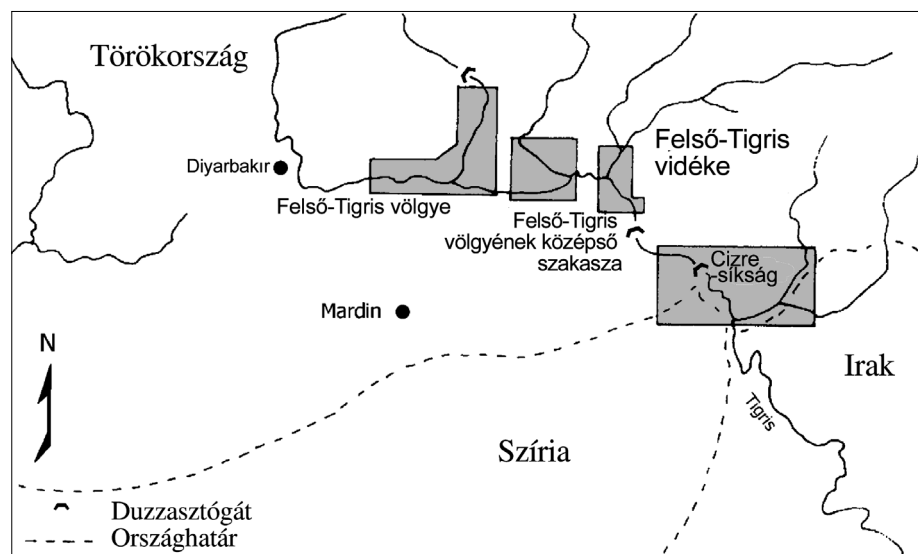 Törökország
Diyarbakır
Felső-Tigris völgye
Felső-Tigris
vidéke
Felső-Tigris
völgyének középső
szakasza
Cizre
-síkság
Mardin
N
Irak
Tigris
Szíria
Duzzasztógát
Országhatár